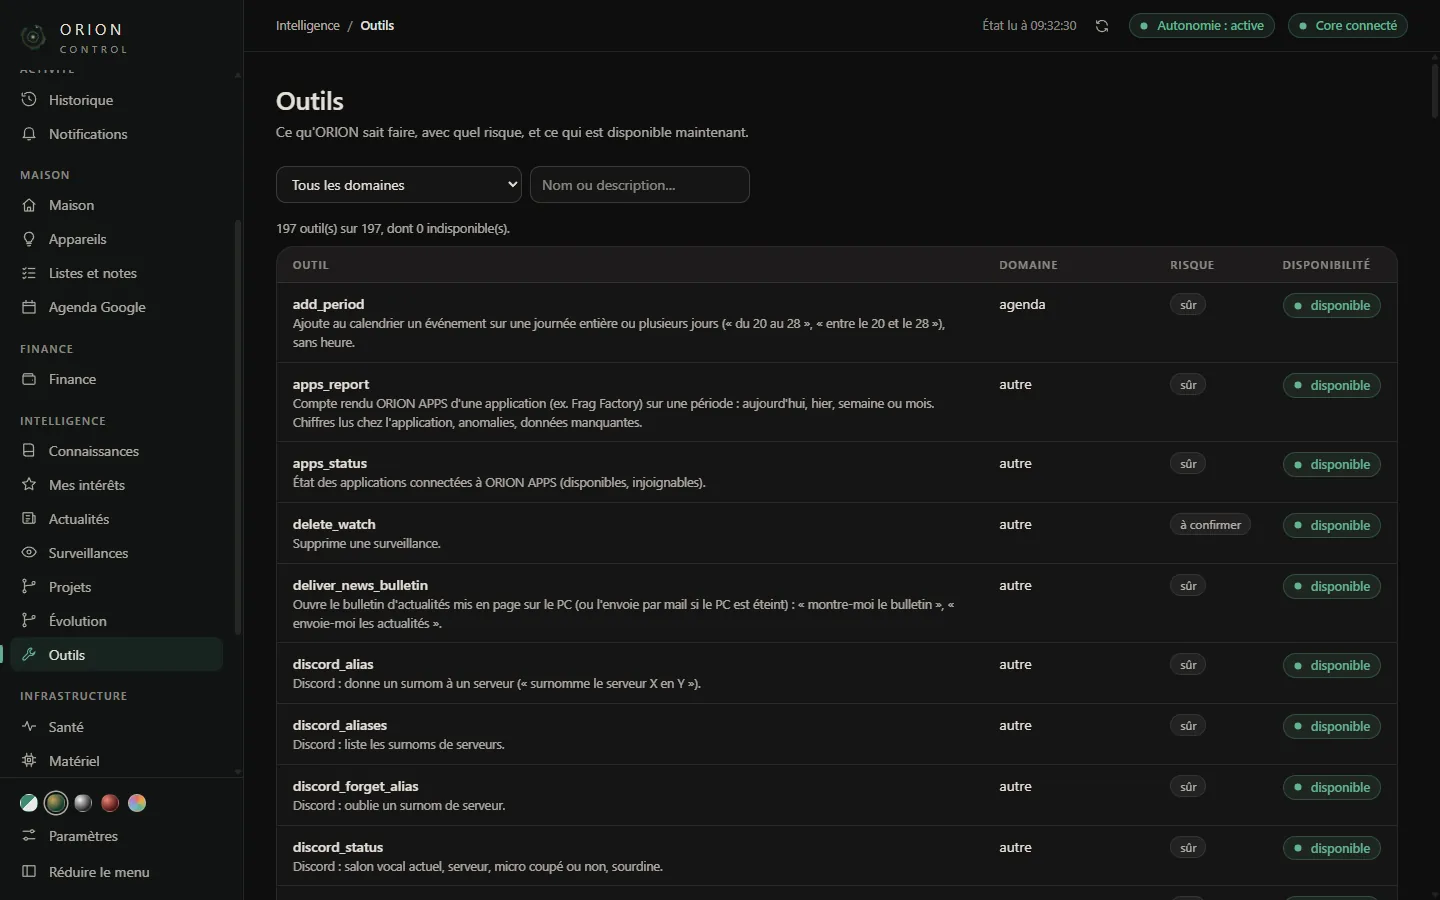 ORION
CONTROL
ACTIVITÉ
Historique
Notifications
MAISON
Maison
Appareils
Listes et notes
Agenda Google
FINANCE
Finance
INTELLIGENCE
Connaissances
Mes intérêts
Actualités
Surveillances
Projets
Évolution
Outils
INFRASTRUCTURE
Santé
Matériel
Paramètres
Réduire le menu
Intelligence / Outils
État lu à 09:32:30
Autonomie : active
Core connecté
Outils
Ce qu'ORION sait faire, avec quel risque, et ce qui est disponible maintenant.
Tous les domaines
Nom ou description...
197 outil(s) sur 197, dont 0 indisponible(s).
OUTIL DOMAINE RISQUE DISPONIBILITÉ
add_period agenda sûr disponible
Ajoute au calendrier un événement sur une journée entière ou plusieurs jours (« du 20 au 28 », « entre le 20 et le 28 »),
sans heure.
apps_report autre sûr disponible
Compte rendu ORION APPS d'une application (ex. Frag Factory) sur une période : aujourd'hui, hier, semaine ou mois.
Chiffres lus chez l'application, anomalies, données manquantes.
apps_status autre sûr disponible
État des applications connectées à ORION APPS (disponibles, injoignables).
delete_watch autre à confirmer disponible
Supprime une surveillance.
deliver_news_bulletin autre sûr disponible
Ouvre le bulletin d'actualités mis en page sur le PC (ou l'envoie par mail si le PC est éteint) : « montre-moi le bulletin », «
envoie-moi les actualités ».
discord_alias autre sûr disponible
Discord : donne un surnom à un serveur (« surnomme le serveur X en Y »).
discord_aliases autre sûr disponible
Discord : liste les surnoms de serveurs.
discord_forget_alias autre sûr disponible
Discord : oublie un surnom de serveur.
discord_status autre sûr disponible
Discord : salon vocal actuel, serveur, micro coupé ou non, sourdine.